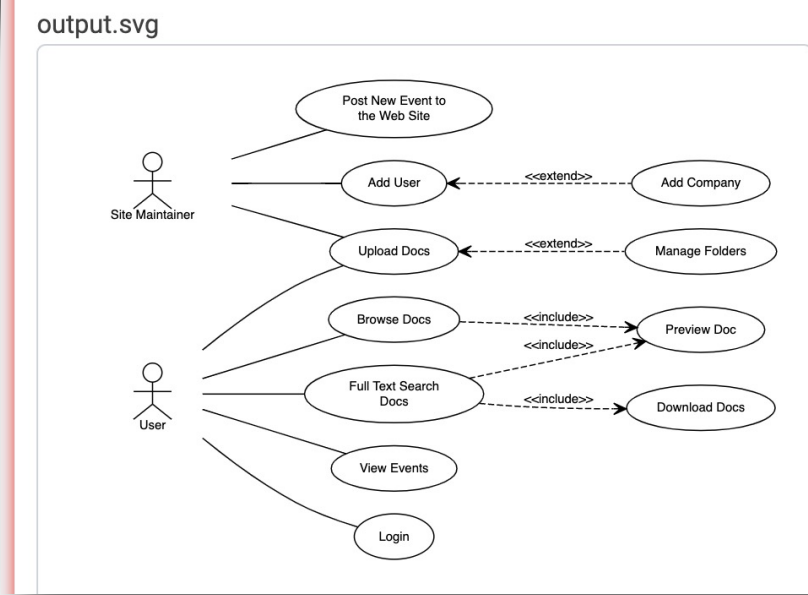 output.svg
Post New Event to
the Web Site
Site Maintainer
Add User
<<extend>>
Add Company
Upload Docs
<<extend>>
Manage Folders
Browse Docs
<<include>>
Preview Doc
<<include>>
Full Text Search
Docs
<<include>>
Download Docs
User
View Events
Login